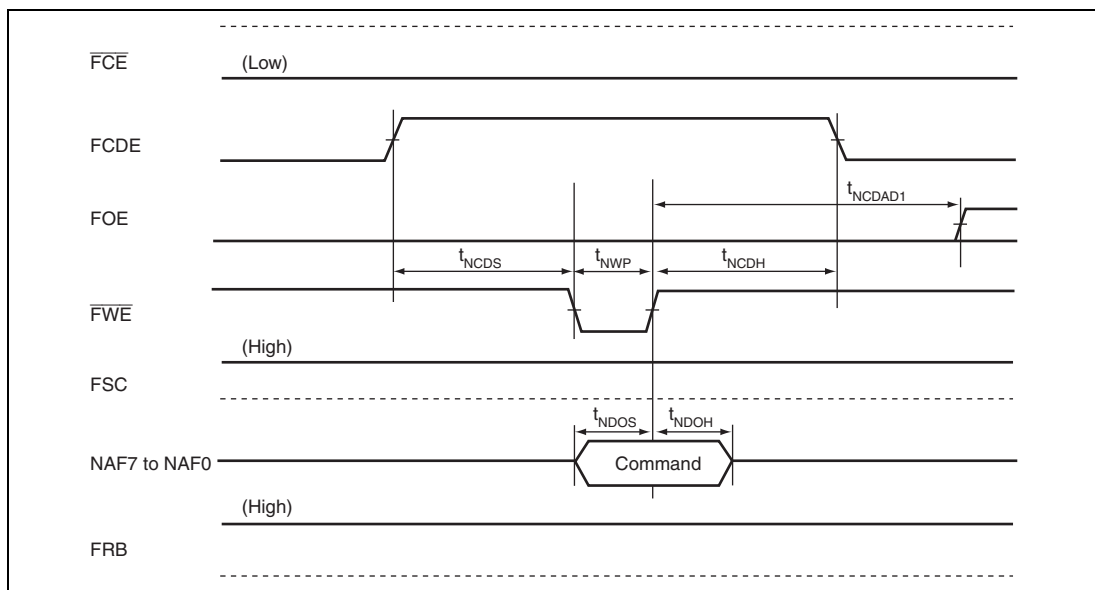 FCE (Low)
FCDE
tNCDAD1
FOE
tNCDS tNWP tNCDH
FWE
(High)
FSC
tNDOS tNDOH
NAF7 to NAF0 Command
(High)
FRB